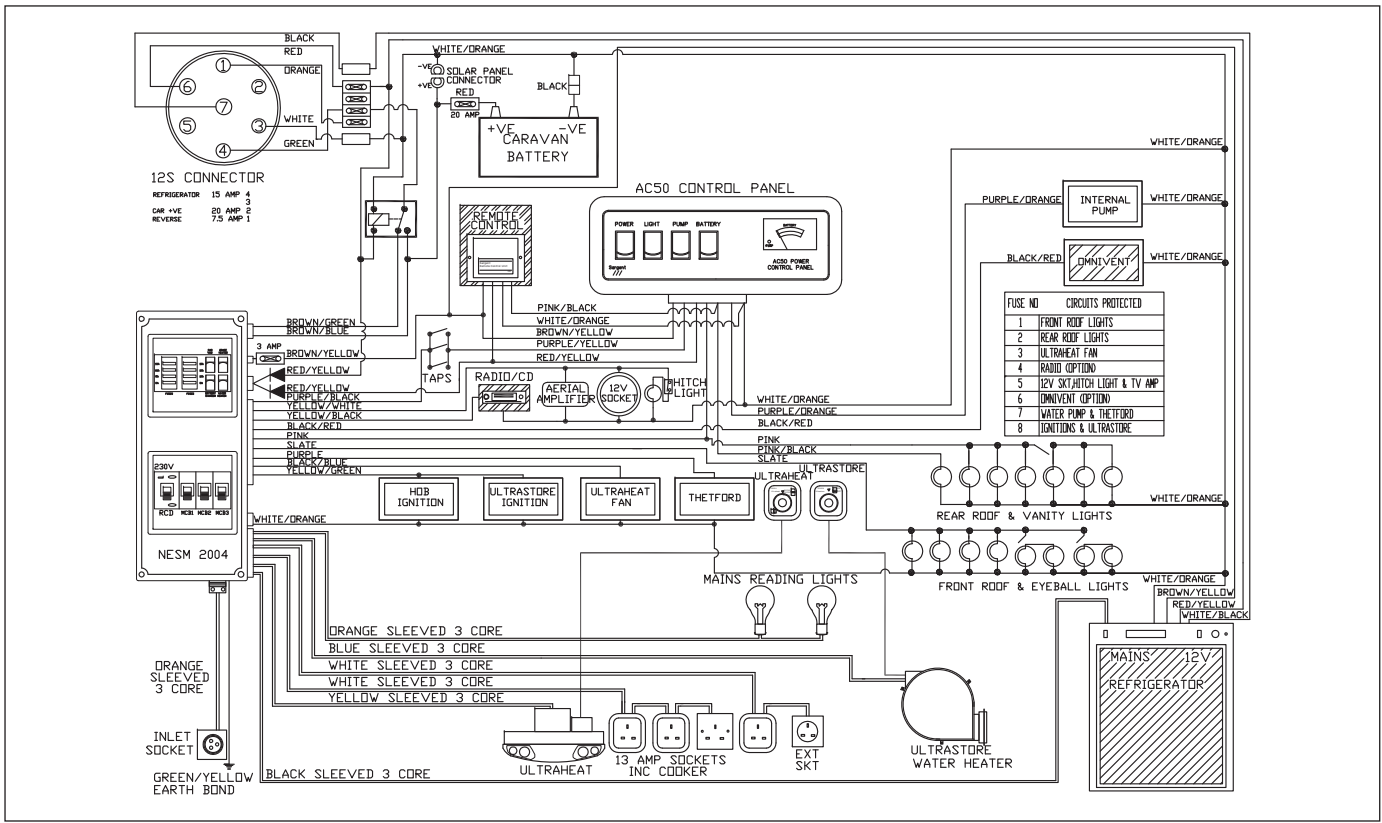 BLACK
RED
ORANGE
WHITE
GREEN
1
2
3
4
5
6
7
12S CONNECTOR
REFRIGERATOR 15 AMP 4
3
CAR +VE 20 AMP 2
REVERSE 7.5 AMP 1
WHITE/ORANGE
-VE
+VE
SOLAR PANEL
CONNECTOR
RED
20 AMP
BLACK
+VE -VE
CARAVAN
BATTERY
REMOTE
CONTROL
AC50 CONTROL PANEL
POWER LIGHT PUMP BATTERY
BATTERY
Sargent
AC50 POWER
CONTROL PANEL
WHITE/ORANGE
PURPLE/ORANGE
INTERNAL
PUMP
WHITE/ORANGE
BLACK/RED
OMNIVENT
WHITE/ORANGE
FUSE NO CIRCUITS PROTECTED
1 FRONT ROOF LIGHTS
2 REAR ROOF LIGHTS
3 ULTRAHEAT FAN
4 RADIO (OPTION)
5 12V SKT,HITCH LIGHT & TV AMP
6 OMNIVENT (OPTION)
7 WATER PUMP & THETFORD
8 IGNITIONS & ULTRASTORE
PINK/BLACK
WHITE/ORANGE
BROWN/YELLOW
PURPLE/YELLOW
RED/YELLOW
BROWN/GREEN
BROWN/BLUE
3 AMP
BROWN/YELLOW
RED/YELLOW
RED/YELLOW
PURPLE/BLACK
YELLOW/WHITE
YELLOW/BLACK
BLACK/RED
PINK
SLATE
PURPLE
BLACK/BLUE
YELLOW/GREEN
TAPS
RADIO/CD
AERIAL
AMPLIFIER
12V
SOCKET
HITCH
LIGHT
WHITE/ORANGE
PURPLE/ORANGE
BLACK/RED
PINK
PINK/BLACK
SLATE
ULTRASTORE
ULTRAHEAT
230V
RCD MCB1 MCB2 MCB3
NESM 2004
HOB
IGNITION
ULTRASTORE
IGNITION
ULTRAHEAT
FAN
THETFORD
WHITE/ORANGE
WHITE/ORANGE
REAR ROOF & VANITY LIGHTS
FRONT ROOF & EYEBALL LIGHTS
MAINS READING LIGHTS
WHITE/ORANGE
BROWN/YELLOW
RED/YELLOW
WHITE/BLACK
ORANGE SLEEVED 3 CORE
BLUE SLEEVED 3 CORE
WHITE SLEEVED 3 CORE
WHITE SLEEVED 3 CORE
YELLOW SLEEVED 3 CORE
ORANGE
SLEEVED
3 CORE
MAINS 12V
REFRIGERATOR
INLET
SOCKET
GREEN/YELLOW
EARTH BOND
BLACK SLEEVED 3 CORE
ULTRAHEAT
13 AMP SOCKETS
INC COOKER
EXT
SKT
ULTRASTORE
WATER HEATER